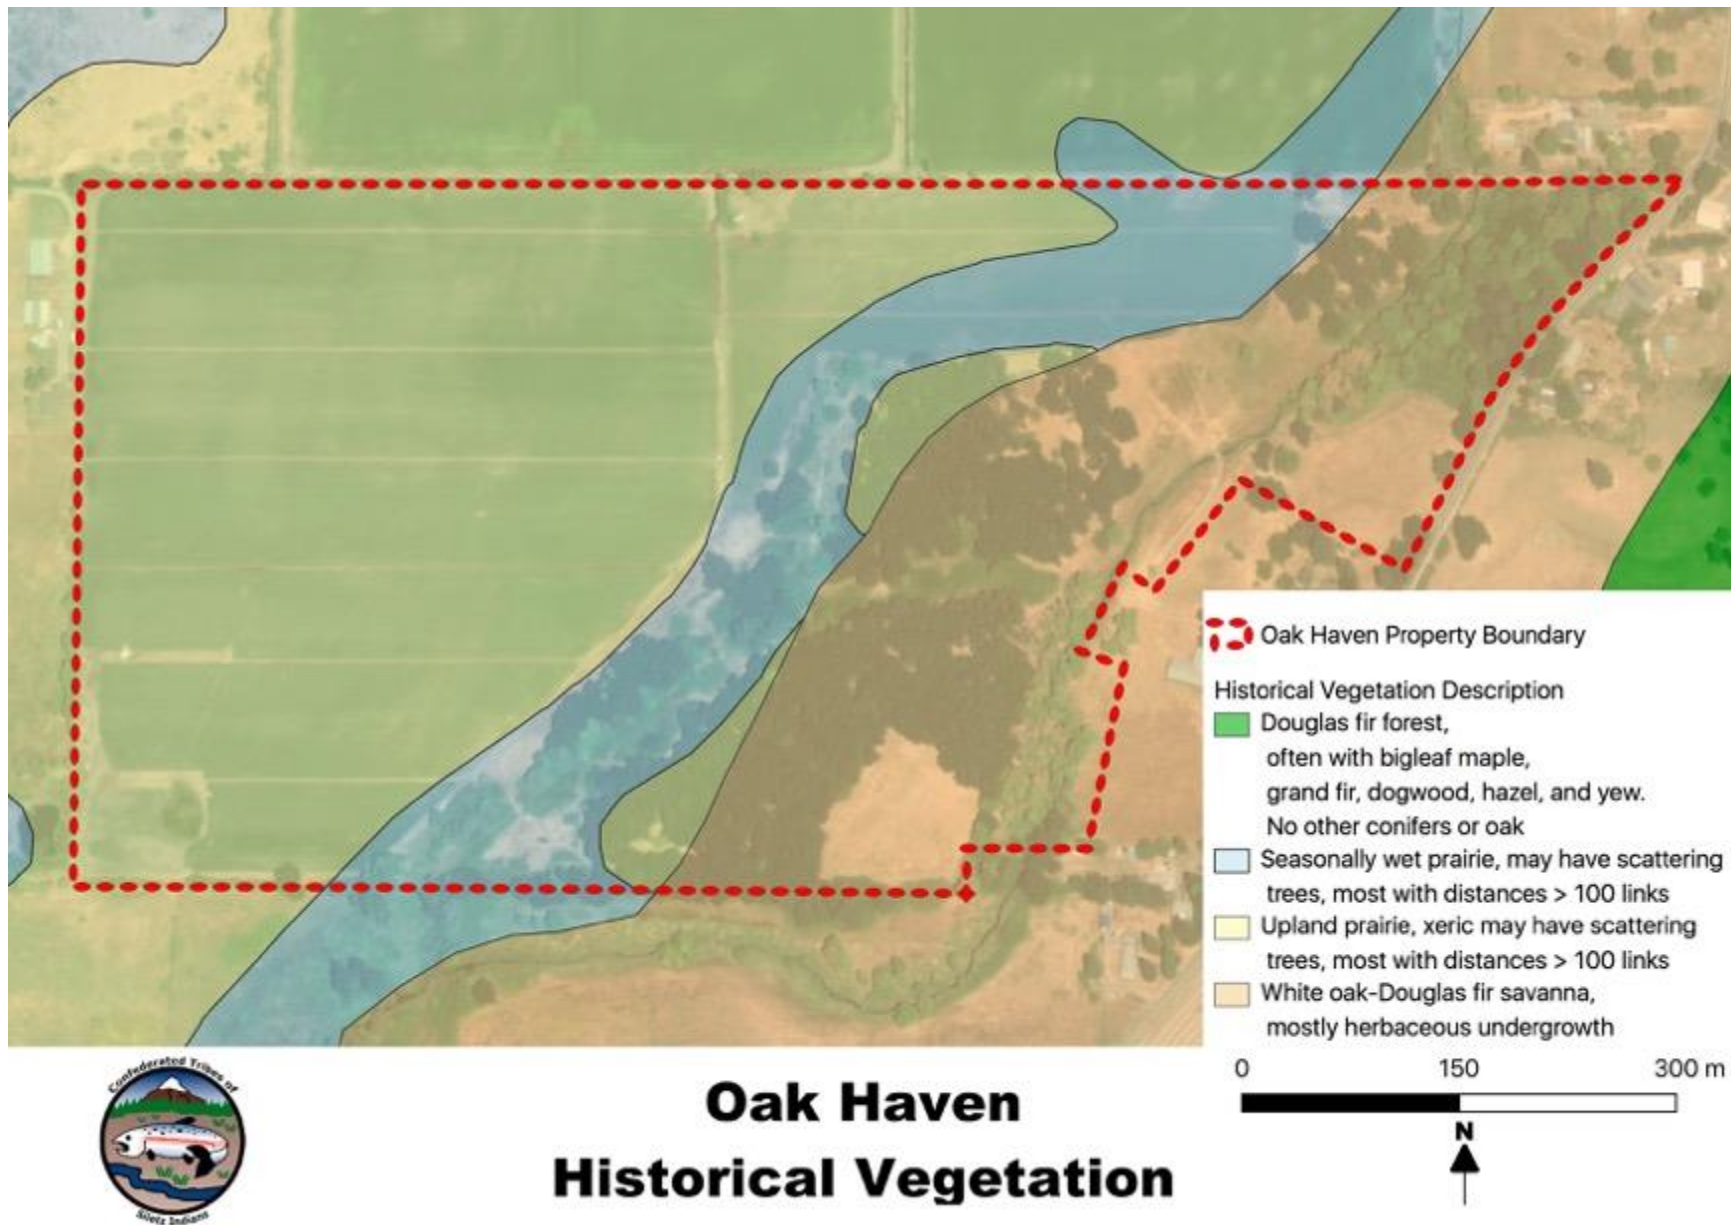 Oak Haven Property Boundary
Historical Vegetation Description
Douglas fir forest,
often with bigleaf maple,
grand fir, dogwood, hazel, and yew.
No other conifers or oak
Seasonally wet prairie, may have scattering
trees, most with distances > 100 links
Upland prairie, xeric may have scattering
trees, most with distances > 100 links
White oak-Douglas fir savanna,
mostly herbaceous undergrowth
0 150 300 m
N
Confederated Tribes of
Siletz Indians
Oak Haven
Historical Vegetation